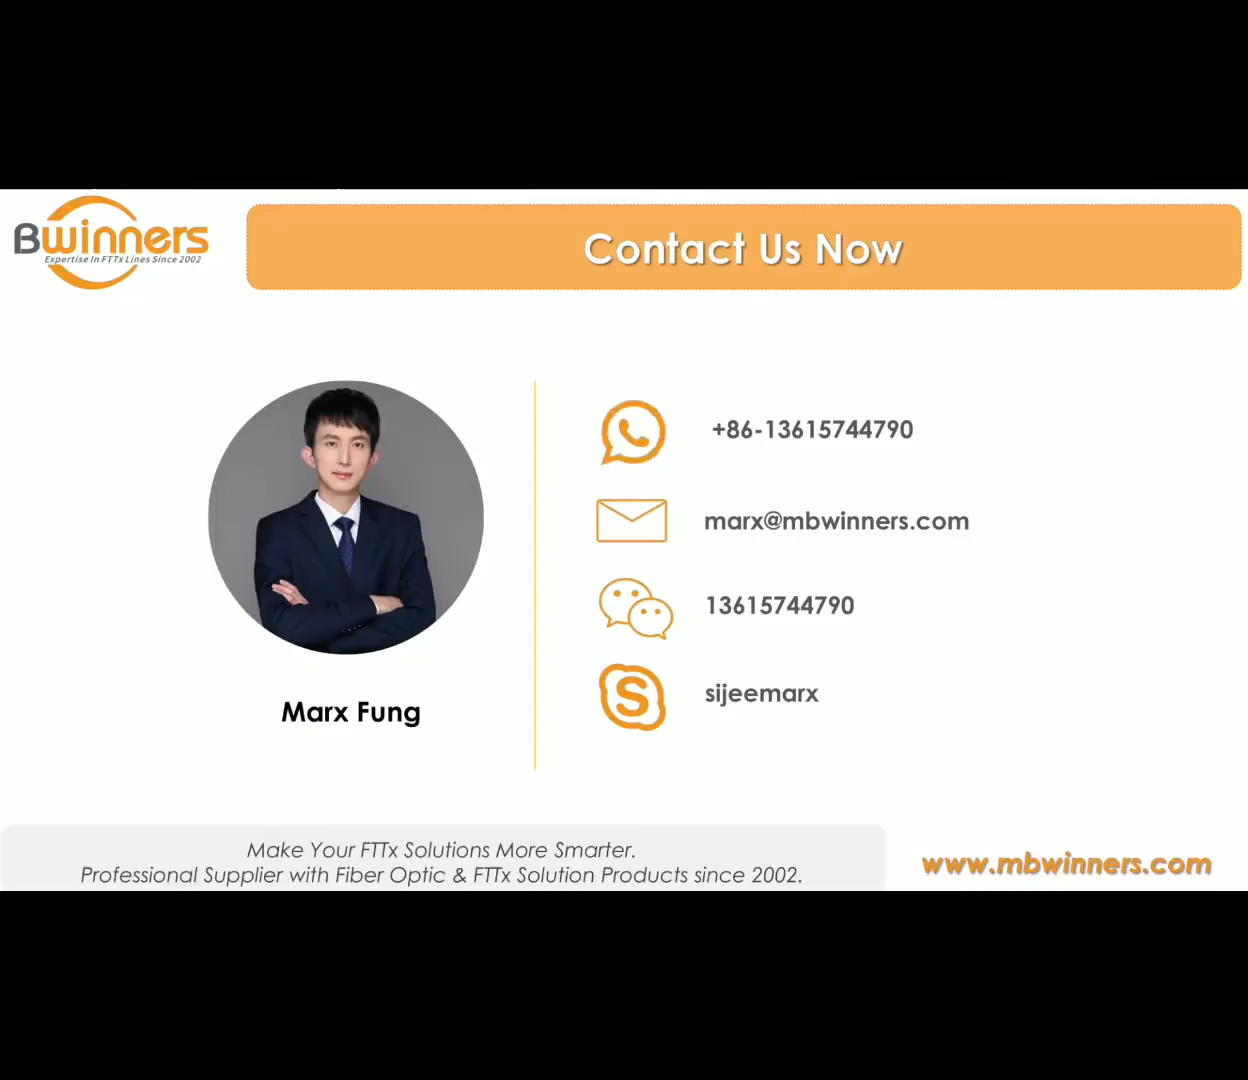 Bwinners
Expertise In FTTx Lines Since 2002
Contact Us Now
+86-13615744790
marx@mbwinners.com
13615744790
S
sijeemarx
Marx Fung
Make Your FTTx Solutions More Smarter.
Professional Supplier with Fiber Optic & FTTx Solution Products since 2002.
www.mbwinners.com